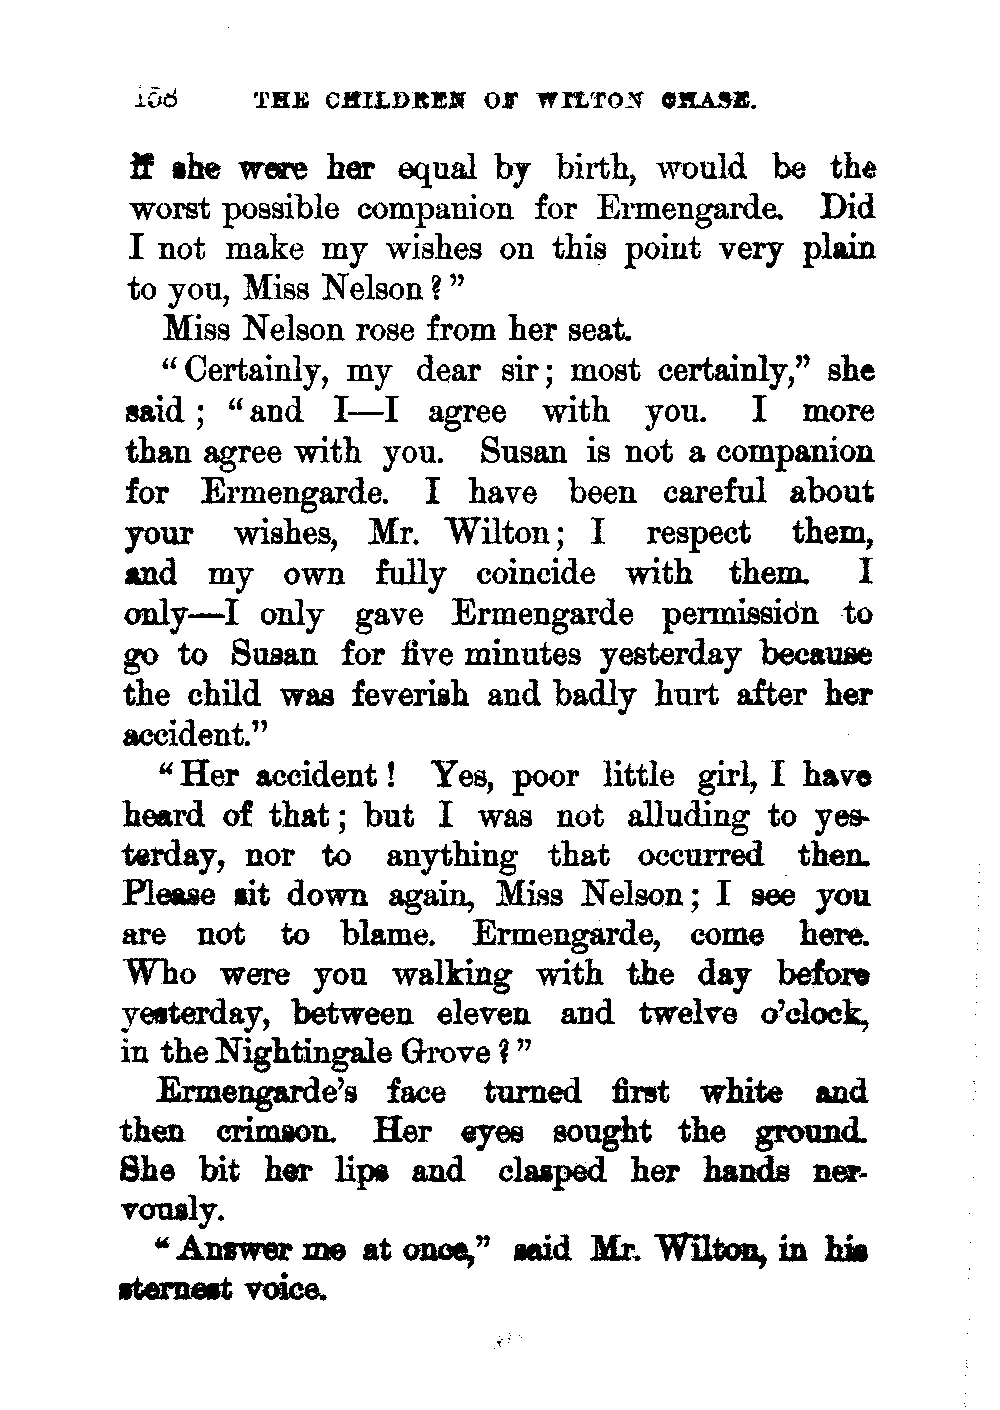 158 THE CHILDREN OF WILTON CHASE.
if she were her equal by birth, would be the
worst possible companion for Ermengarde. Did
I not make my wishes on this point very plain
to you, Miss Nelson?”
Miss Nelson rose from her seat.
“Certainly, my dear sir; most certainly,” she
said; “and I—I agree with you. I more
than agree with you. Susan is not a companion
for Ermengarde. I have been careful about
your wishes, Mr. Wilton; I respect them,
and my own fully coincide with them. I
only—I only gave Ermengarde permission to
go to Susan for five minutes yesterday because
the child was feverish and badly hurt after her
accident.”
“Her accident! Yes, poor little girl, I have
heard of that; but I was not alluding to yes-
terday, nor to anything that occurred then.
Please sit down again, Miss Nelson; I see you
are not to blame. Ermengarde, come here.
Who were you walking with the day before
yesterday, between eleven and twelve o’clock,
in the Nightingale Grove?”
Ermengarde’s face turned first white and
then crimson. Her eyes sought the ground.
She bit her lips and clasped her hands ner-
vously.
“Answer me at once,” said Mr. Wilton, in his
sternest voice.